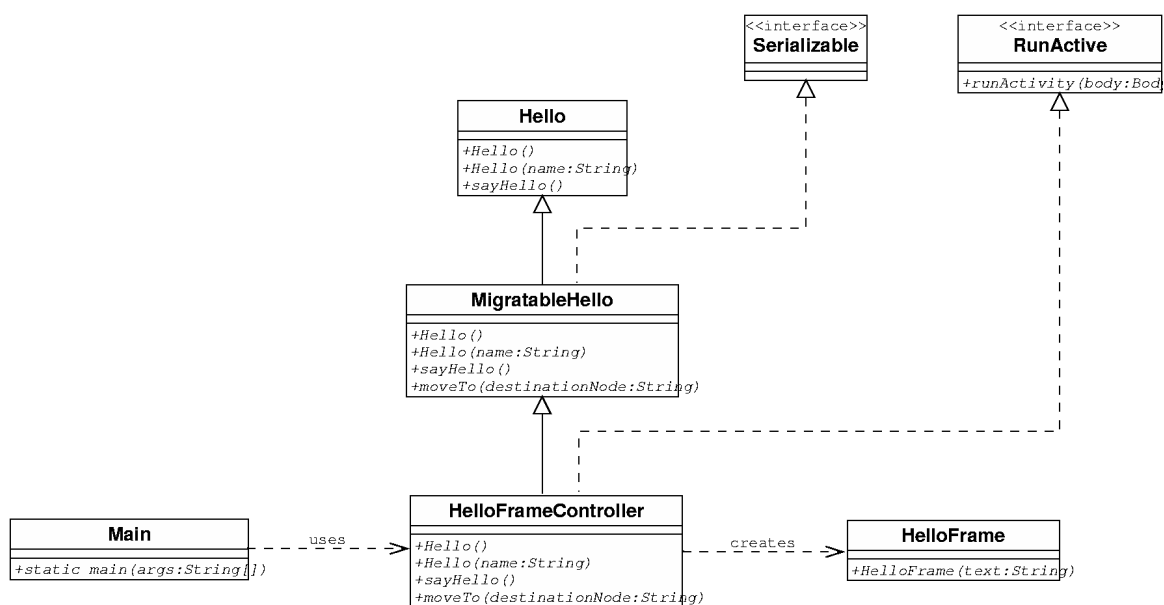 <<interface>>
Serializable
<<interface>>
RunActive
+runActivity(body:Bod
Hello
+Hello()
+Hello(name:String)
+sayHello()
MigratableHello
+Hello()
+Hello(name:String)
+sayHello()
+moveTo(destinationNode:String)
Main
+static main(args:String[])
uses
HelloFrameController
+Hello()
+Hello(name:String)
+sayHello()
+moveTo(destinationNode:String)
creates
HelloFrame
+HelloFrame(text:String)